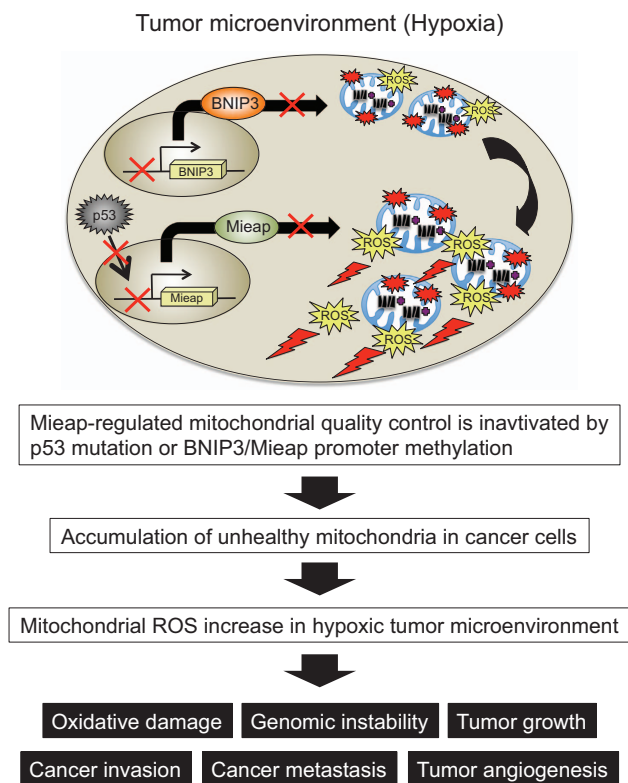 Tumor microenvironment (Hypoxia)
BNIP3
ROS
ROS
BNIP3
p53
Mieap
Mieap
ROS
ROS
ROS
ROS
ROS
Mieap-regulated mitochondrial quality control is inavtivated by
p53 mutation or BNIP3/Mieap promoter methylation
Accumulation of unhealthy mitochondria in cancer cells
Mitochondrial ROS increase in hypoxic tumor microenvironment
Oxidative damage Genomic instability Tumor growth
Cancer invasion Cancer metastasis Tumor angiogenesis